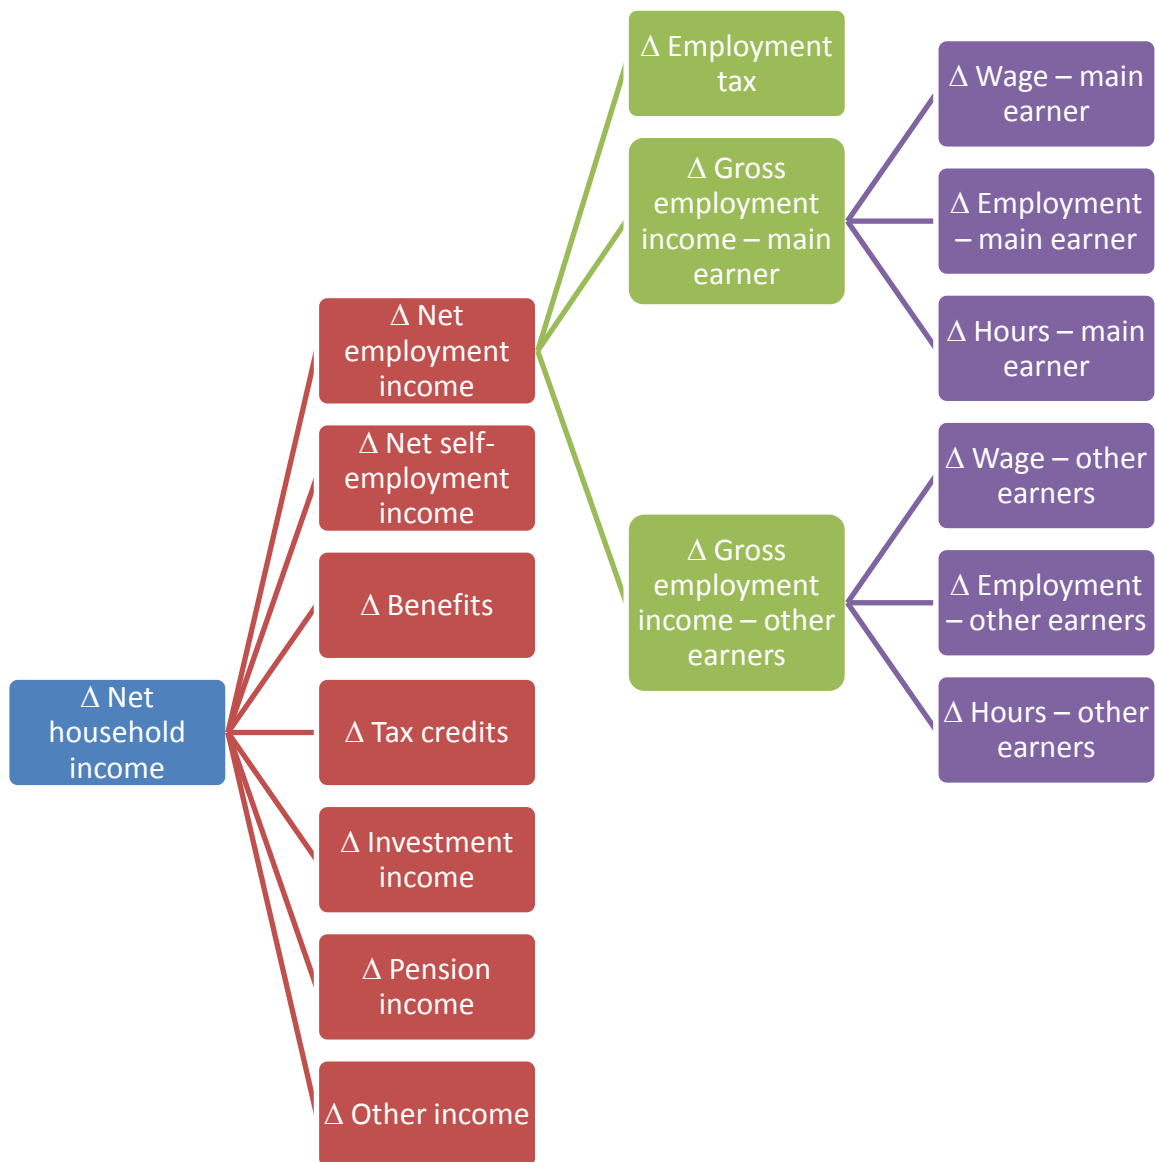 Δ Employment
tax
Δ Wage – main
earner
Δ Gross
employment
income – main
earner
Δ Employment
– main earner
Δ Hours – main
earner
Δ Net
employment
income
Δ Net self-
employment
income
Δ Wage – other
earners
Δ Gross
employment
income – other
earners
Δ Employment
– other earners
Δ Benefits
Δ Hours – other
earners
Δ Net
household
income
Δ Tax credits
Δ Investment
income
Δ Pension
income
Δ Other income